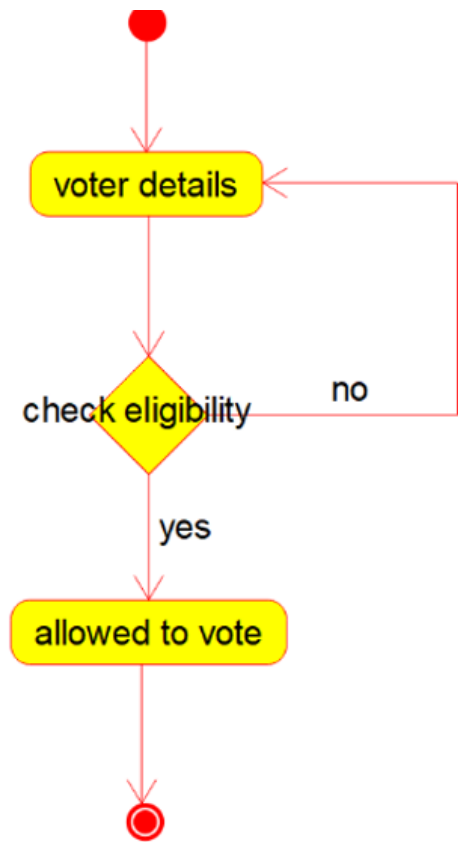 voter details
check eligibility
no
yes
allowed to vote